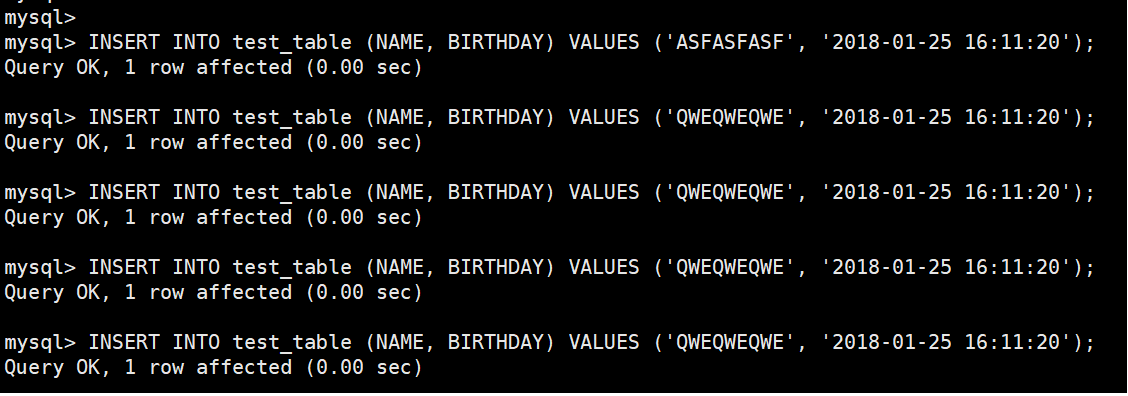 mysql>
mysql> INSERT INTO test_table (NAME, BIRTHDAY) VALUES ('ASFASFASF', '2018-01-25 16:11:20');
Query OK, 1 row affected (0.00 sec)
mysql> INSERT INTO test_table (NAME, BIRTHDAY) VALUES ('QWEQWEQWE', '2018-01-25 16:11:20');
Query OK, 1 row affected (0.00 sec)
mysql> INSERT INTO test_table (NAME, BIRTHDAY) VALUES ('QWEQWEQWE', '2018-01-25 16:11:20');
Query OK, 1 row affected (0.00 sec)
mysql> INSERT INTO test_table (NAME, BIRTHDAY) VALUES ('QWEQWEQWE', '2018-01-25 16:11:20');
Query OK, 1 row affected (0.00 sec)
mysql> INSERT INTO test_table (NAME, BIRTHDAY) VALUES ('QWEQWEQWE', '2018-01-25 16:11:20');
Query OK, 1 row affected (0.00 sec)